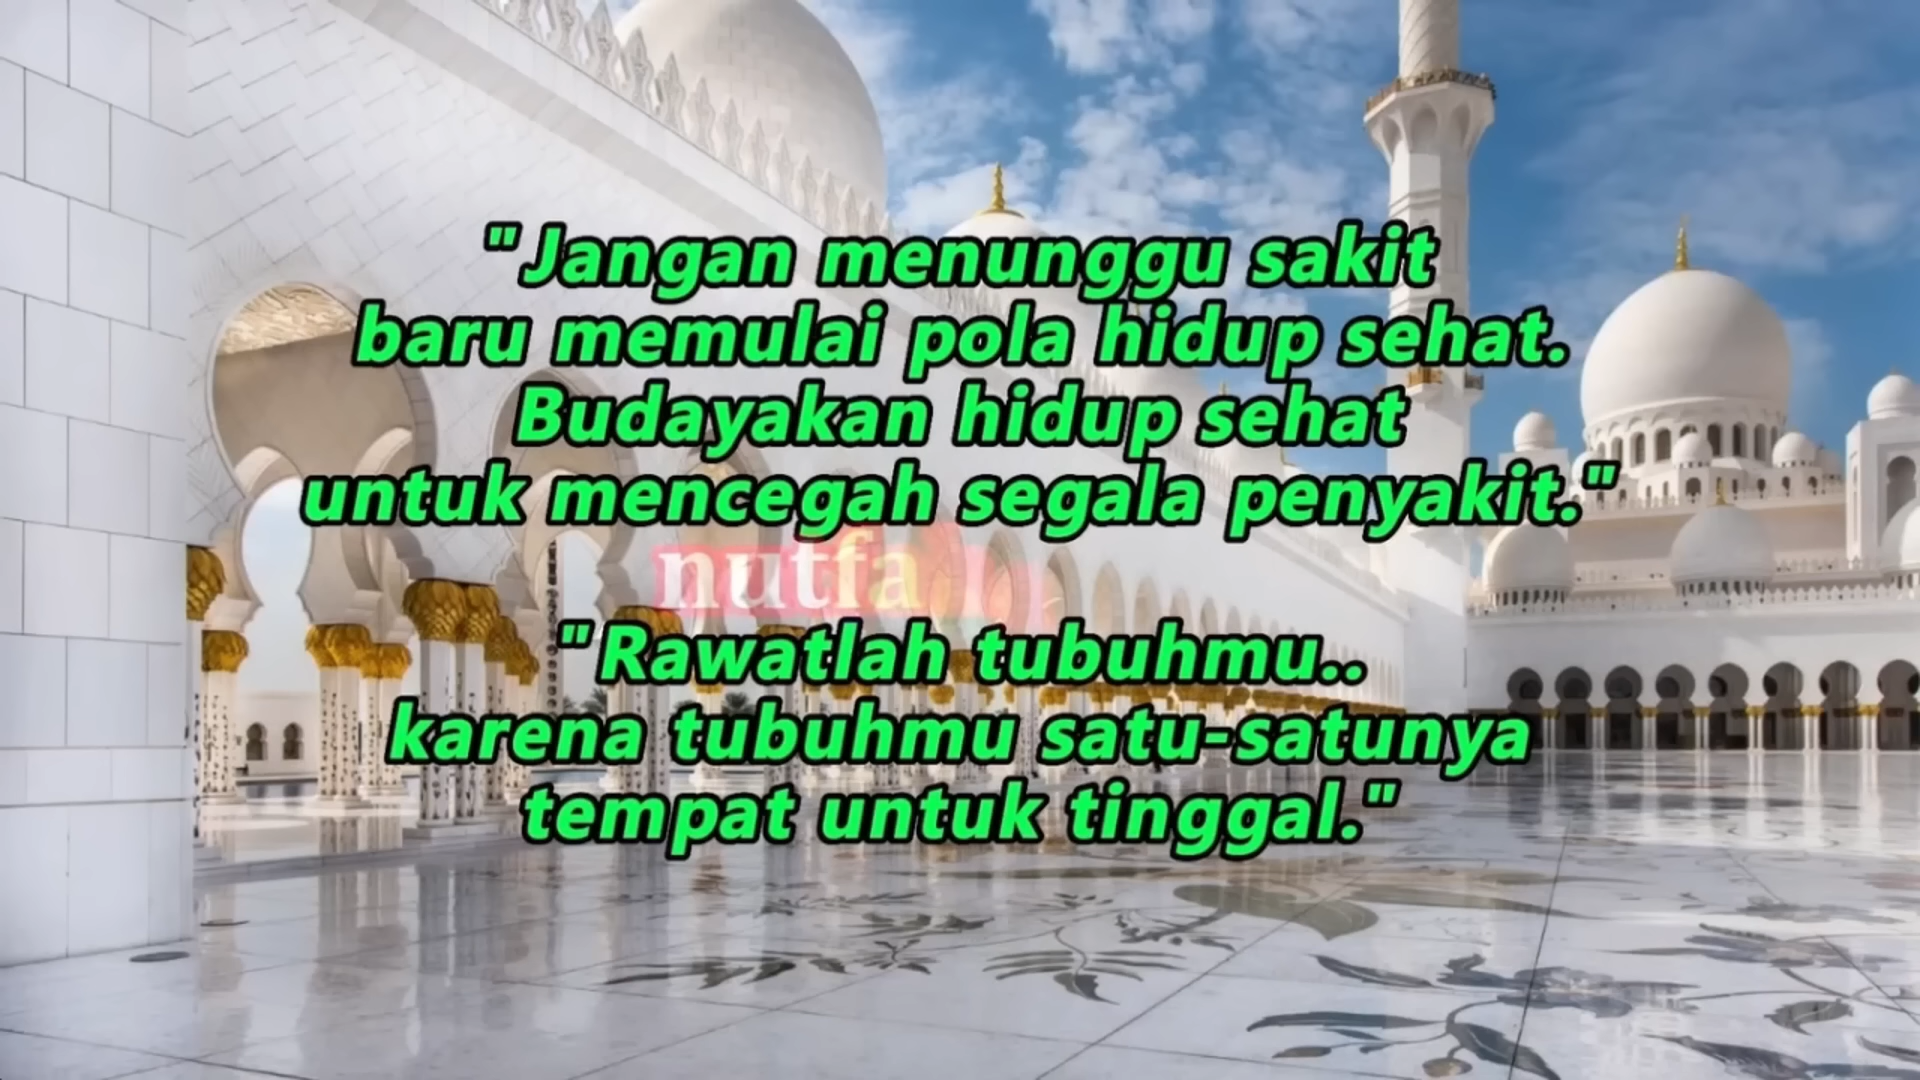 "Jangan menunggu sakit
baru memulai pola hidup sehat.
Budayakan hidup sehat
untuk mencegah segala penyakit."
nutfa
"Rawatlah tubuhmu..
karena tubuhmu satu-satunya
tempat untuk tinggal."